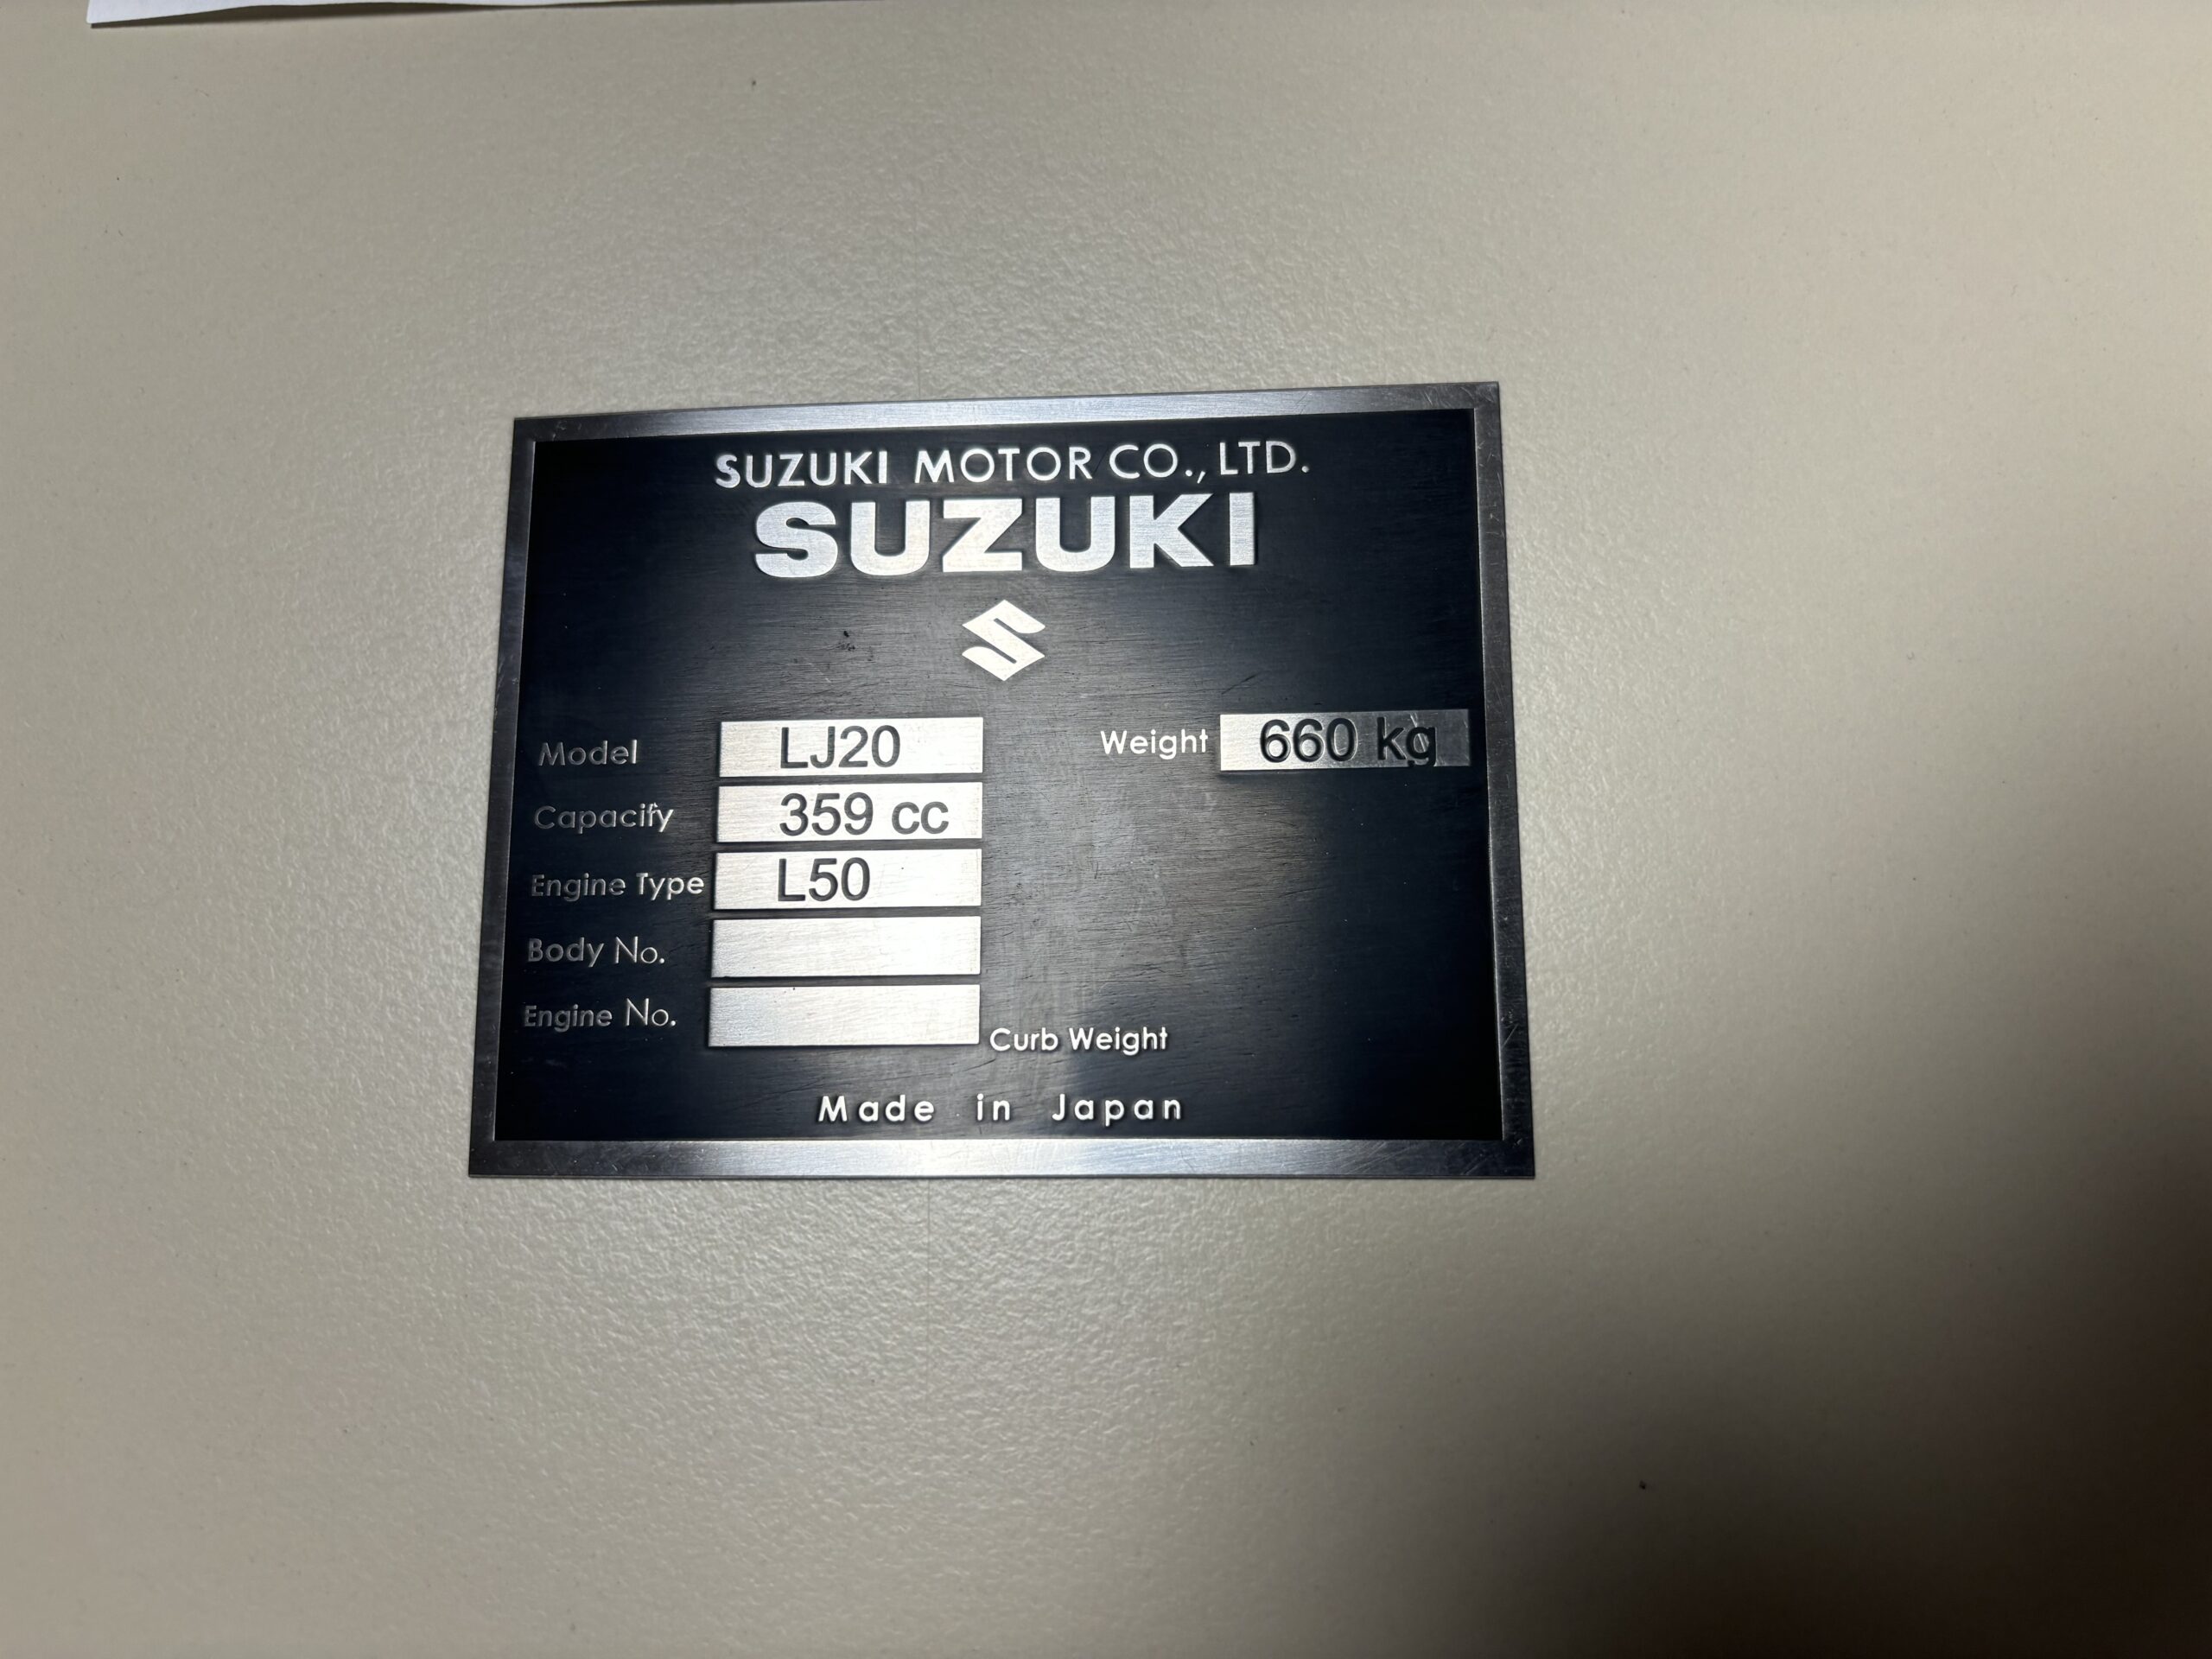 SUZUKI MOTOR CO., LTD.
SUZUKI
Model LJ20 Weight 660 kg
Capacify 359 cc
Engine Type L50
Body No.
Engine No.
Curb Weight
Made in Japan